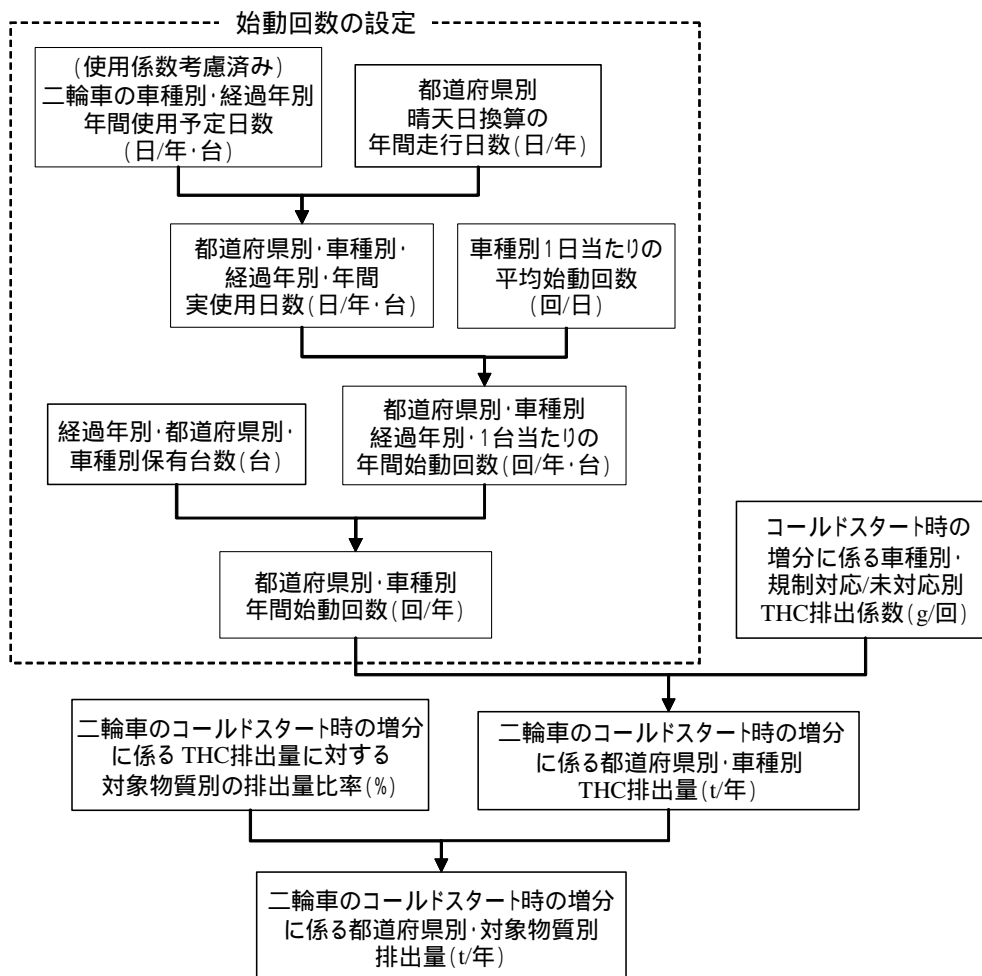 始動回数の設定
(使用係数考慮済み)
二輪車の車種別・経過年別
年間使用予定日数
(日/年・台)
都道府県別
晴天日換算の
年間走行日数(日/年)
都道府県別・車種別・
経過年別・年間
実使用日数(日/年・台)
車種別1日当たりの
平均始動回数
(回/日)
経過年別・都道府県別・
車種別保有台数(台)
都道府県別・車種別
経過年別・1台当たりの
年間始動回数(回/年・台)
都道府県別・車種別
年間始動回数(回/年)
コールドスタート時の
増分に係る車種別・
規制対応/未対応別
THC排出係数(g/回)
二輪車のコールドスタート時の増分
に係るTHC排出量に対する
対象物質別の排出量比率(%)
二輪車のコールドスタート時の増分
に係る都道府県別・車種別
THC排出量(t/年)
二輪車のコールドスタート時の増分
に係る都道府県別・対象物質別
排出量(t/年)